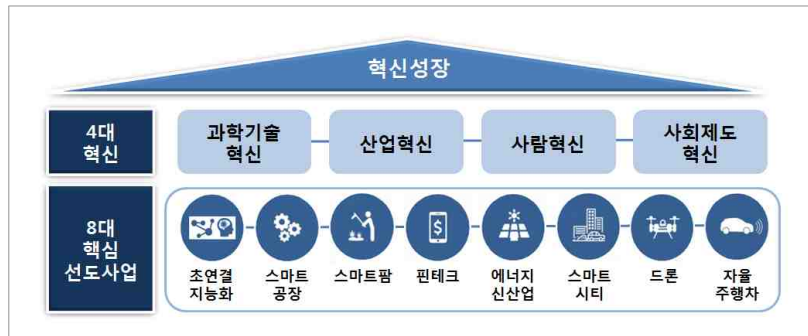 혁신성장
4대
혁신
과학기술
혁신
산업혁신
사람혁신
사회제도
혁신
8대
핵심
선도사업
$
초연결
지능화
스마트
공장
스마트팜
핀테크
에너지
신산업
스마트
시티
드론
자율
주행차